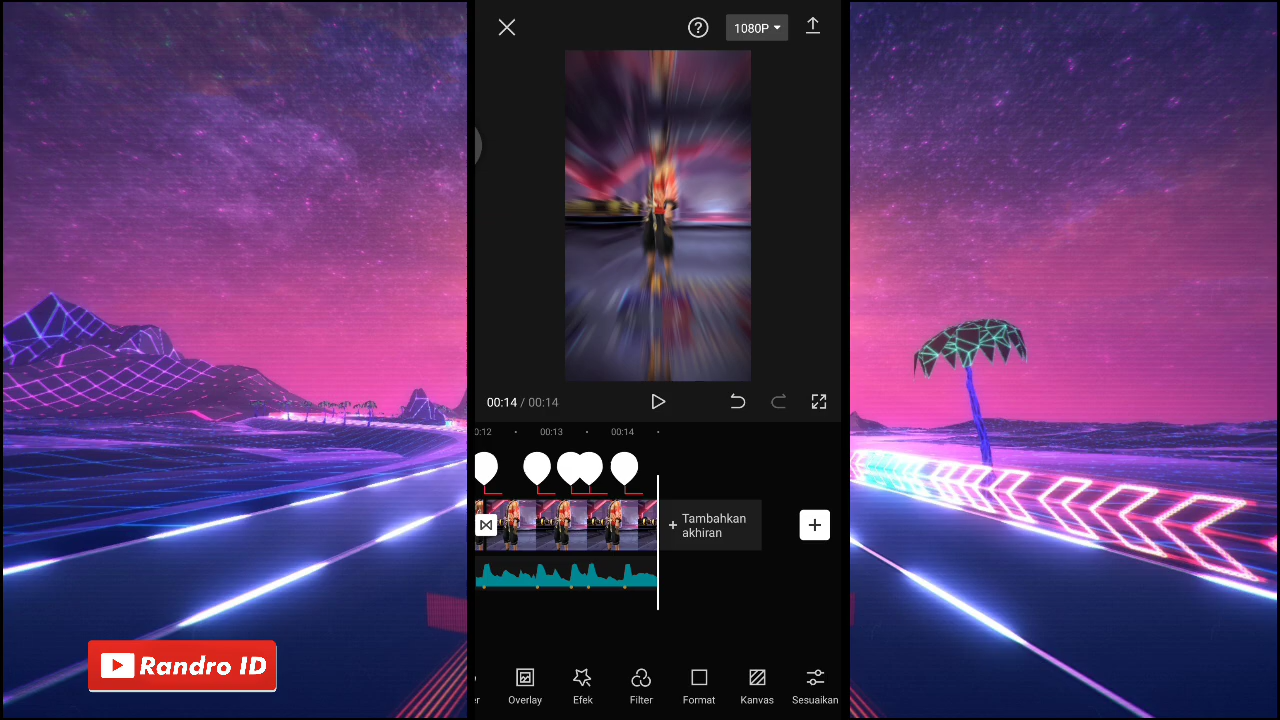 1080P
00:14 / 00:14
0:12
00:13
00:14
+ Tambahkan
akhiran
Randro ID
r
Overlay
Efek
Filter
Format
Kanvas
Sesuaikan